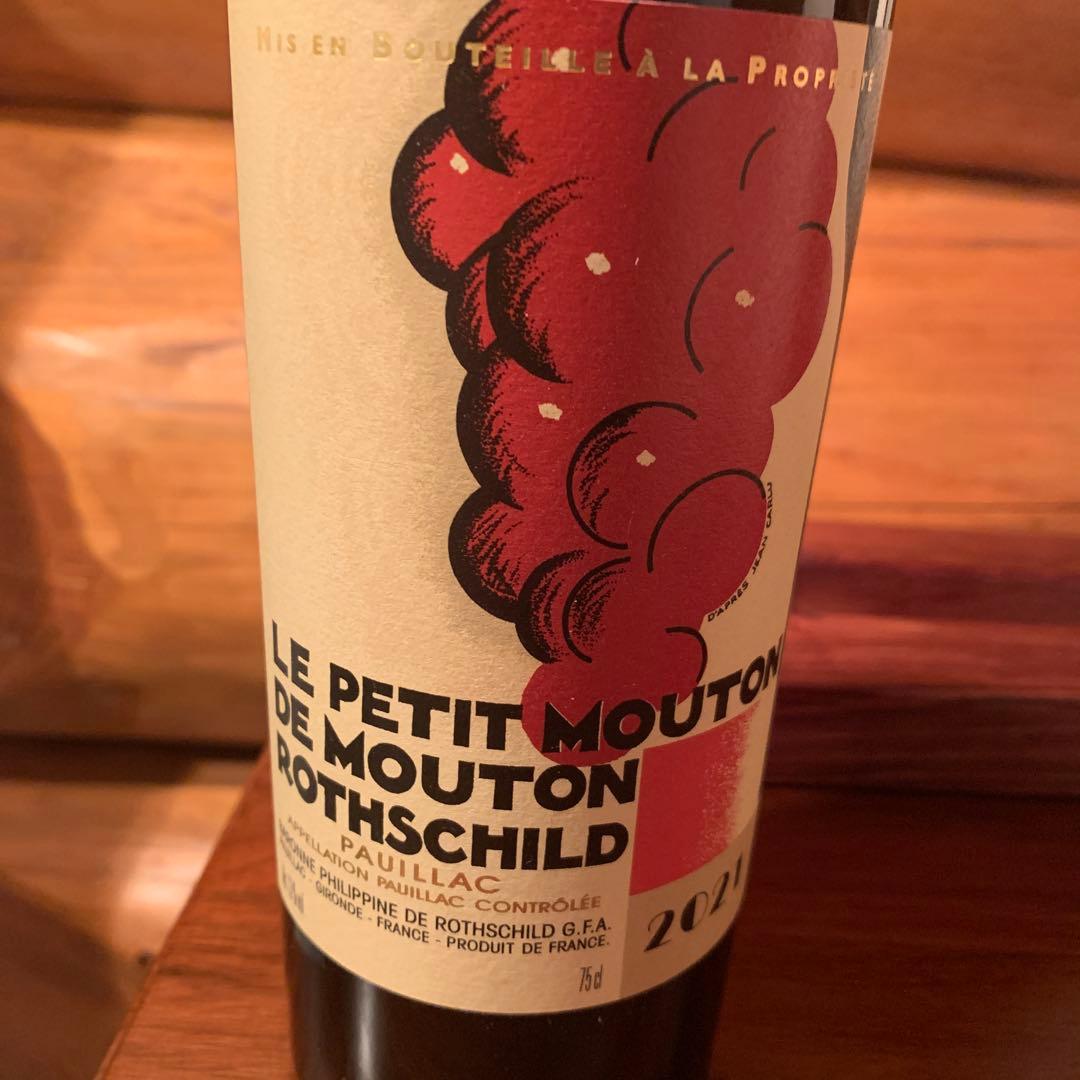 MIS EN BOUTEILLE À LA PROPRIÉTÉ
D'APRÈS JEAN CARLU
LE PETIT MOUTON
DE MOUTON
ROTHSCHILD
PAUILLAC
APPELLATION PAUILLAC CONTRÔLÉE
BARONNE PHILIPPINE DE ROTHSCHILD G.F.A.
PAUILLAC - GIRONDE - FRANCE - PRODUIT DE FRANCE.
75 cl
2021